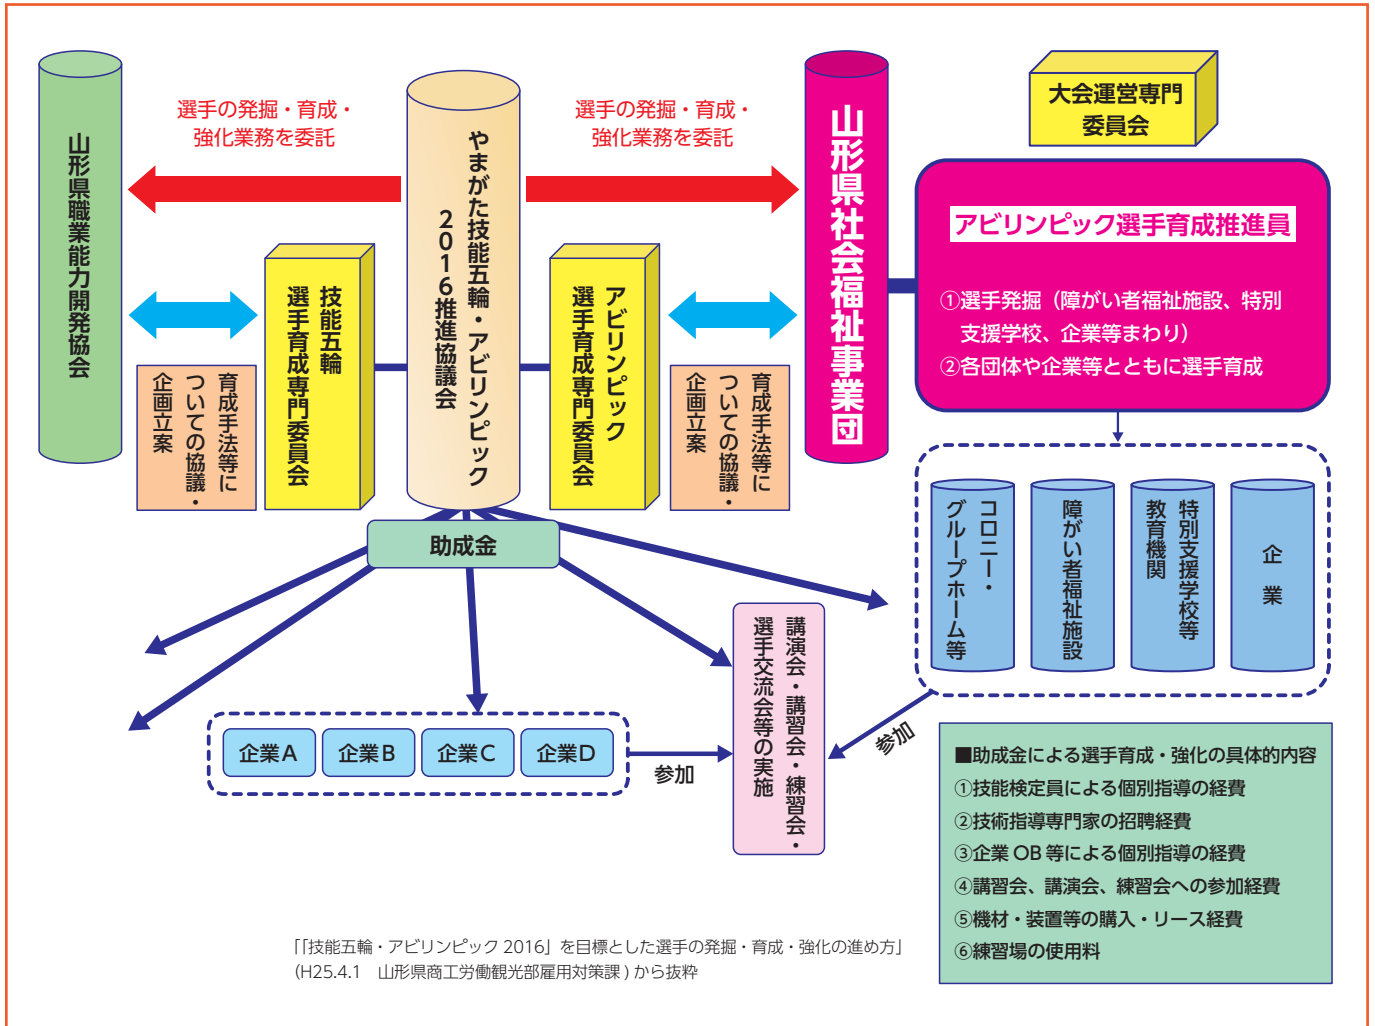 山形県職業能力開発協会
選手の発掘・育成・
強化業務を委託
やまがた技能五輪・アビリンピック
2016推進協議会
選手の発掘・育成・
強化業務を委託
山形県社会福祉事業団
大会運営専門
委員会
アビリンピック選手育成推進員
①選手発掘（障がい者福祉施設、特別
支援学校、企業等まわり）
②各団体や企業等とともに選手育成
技能五輪
選手育成専門委員会
アビリンピック
選手育成専門委員会
育成手法等に
ついての協議・
企画立案
育成手法等に
ついての協議・
企画立案
助成金
コロニー・
グループホーム等
障がい者福祉施設
特別支援学校等
教育機関
企業
企業A
企業B
企業C
企業D
参加
講演会・講習会・練習会・
選手交流会等の実施
参加
■助成金による選手育成・強化の具体的内容
①技能検定員による個別指導の経費
②技術指導専門家の招聘経費
③企業 OB 等による個別指導の経費
④講習会、講演会、練習会への参加経費
⑤機材・装置等の購入・リース経費
⑥練習場の使用料
「「技能五輪・アビリンピック 2016」を目標とした選手の発掘・育成・強化の進め方」
（H25.4.1　山形県商工労働観光部雇用対策課 ) から抜粋